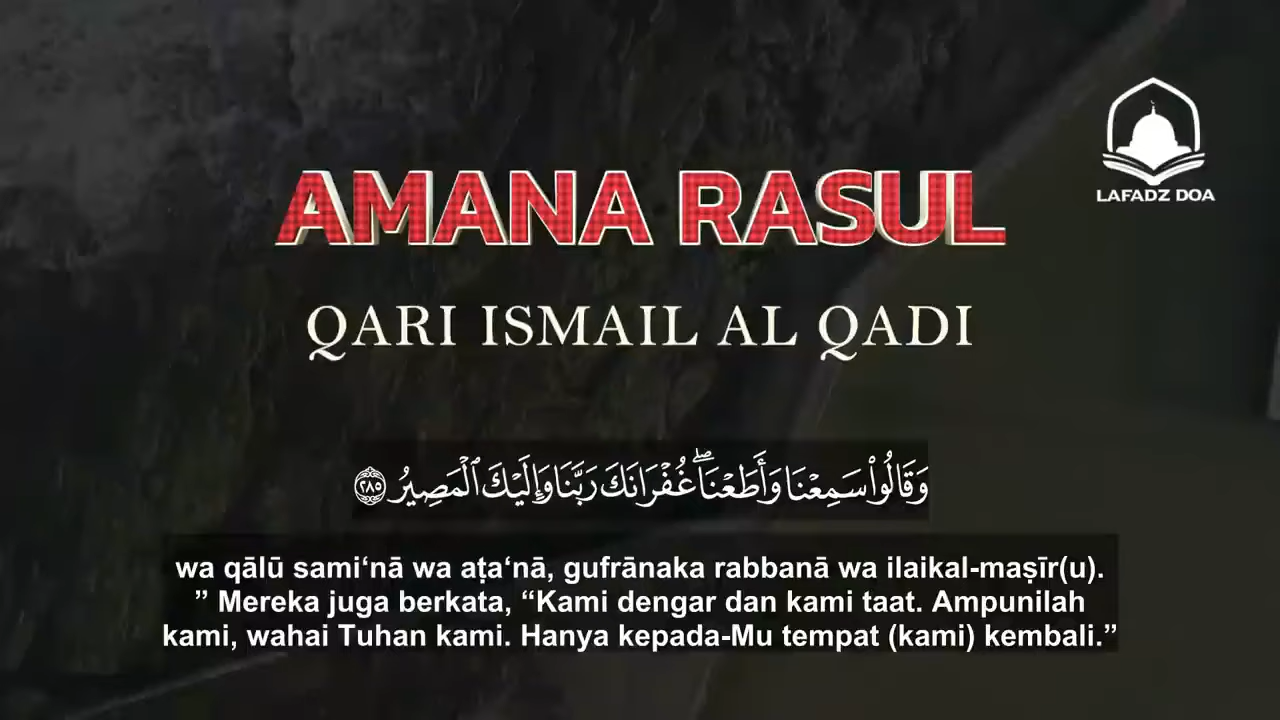 LAFADZ DOA
AMANA RASUL
QARI ISMAIL AL QADI
وَقَالُوا۟ سَمِعْنَا وَأَطَعْنَا ۖ غُفْرَانَكَ رَبَّنَا وَإِلَيْكَ ٱلْمَصِيرُ ٢٨٥
wa qālū sami‘nā wa aṭa‘nā, gufrānaka rabbanā wa ilaikal-maṣīr(u).
” Mereka juga berkata, “Kami dengar dan kami taat. Ampunilah
kami, wahai Tuhan kami. Hanya kepada-Mu tempat (kami) kembali.”